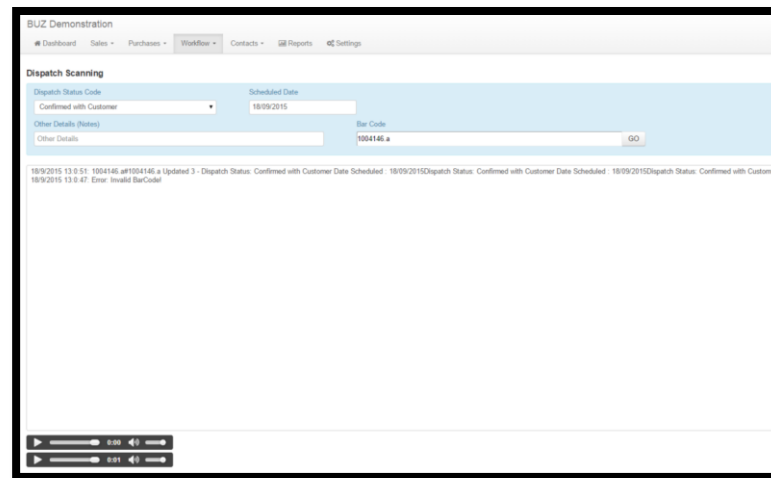 BUZ Demonstration
Dashboard Sales Purchases Workflow Contacts Reports Settings
Dispatch Scanning
Dispatch Status Code Scheduled Date
Confirmed with Customer 18/09/2015
Other Details (Notes) Bar Code
Other Details 1004146.a GO
18/9/2015 13:0:51: 1004146.a#1004146.a Updated 3 - Dispatch Status: Confirmed with Customer Date Scheduled : 18/09/2015Dispatch Status: Confirmed with Customer Date Scheduled : 18/09/2015Dispatch Status: Confirmed with Custom
18/9/2015 13:0:47: Error: Invalid BarCode!
0:00
0:01